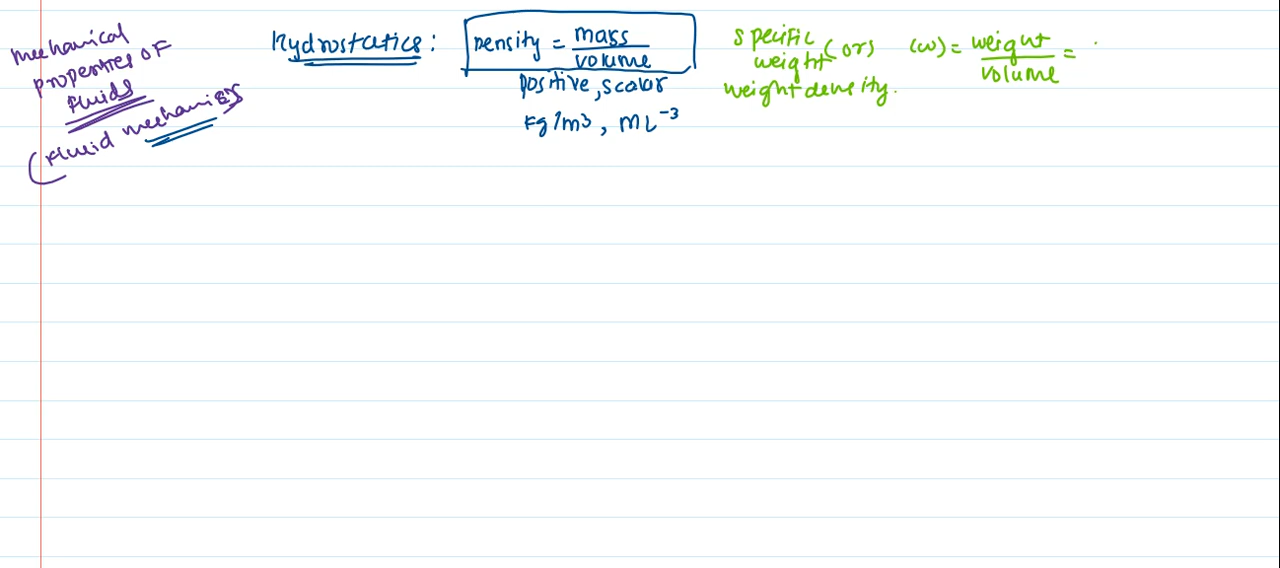 Mechanical
properties of
Fluids
(Fluid mechanics
Hydrostatics :
Density = mass / volume
positive, scalar
kg/m3, ML⁻³
specific
weight (or)
weight density.
(w) = weight / volume =